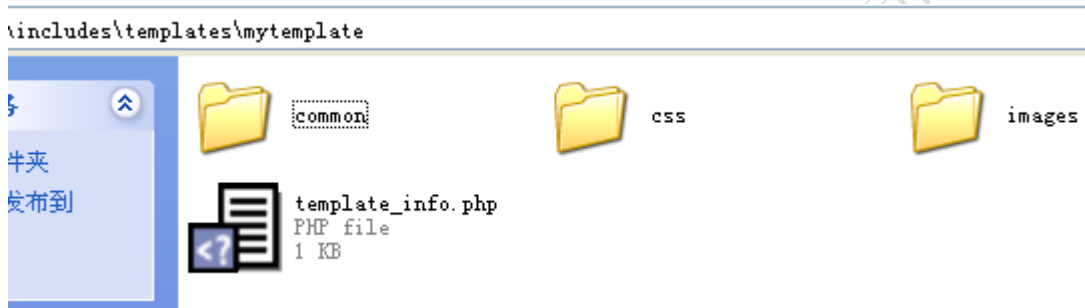 \includes\templates\mytemplate
common
css
images
件夹
发布到
template_info.php
PHP file
1 KB